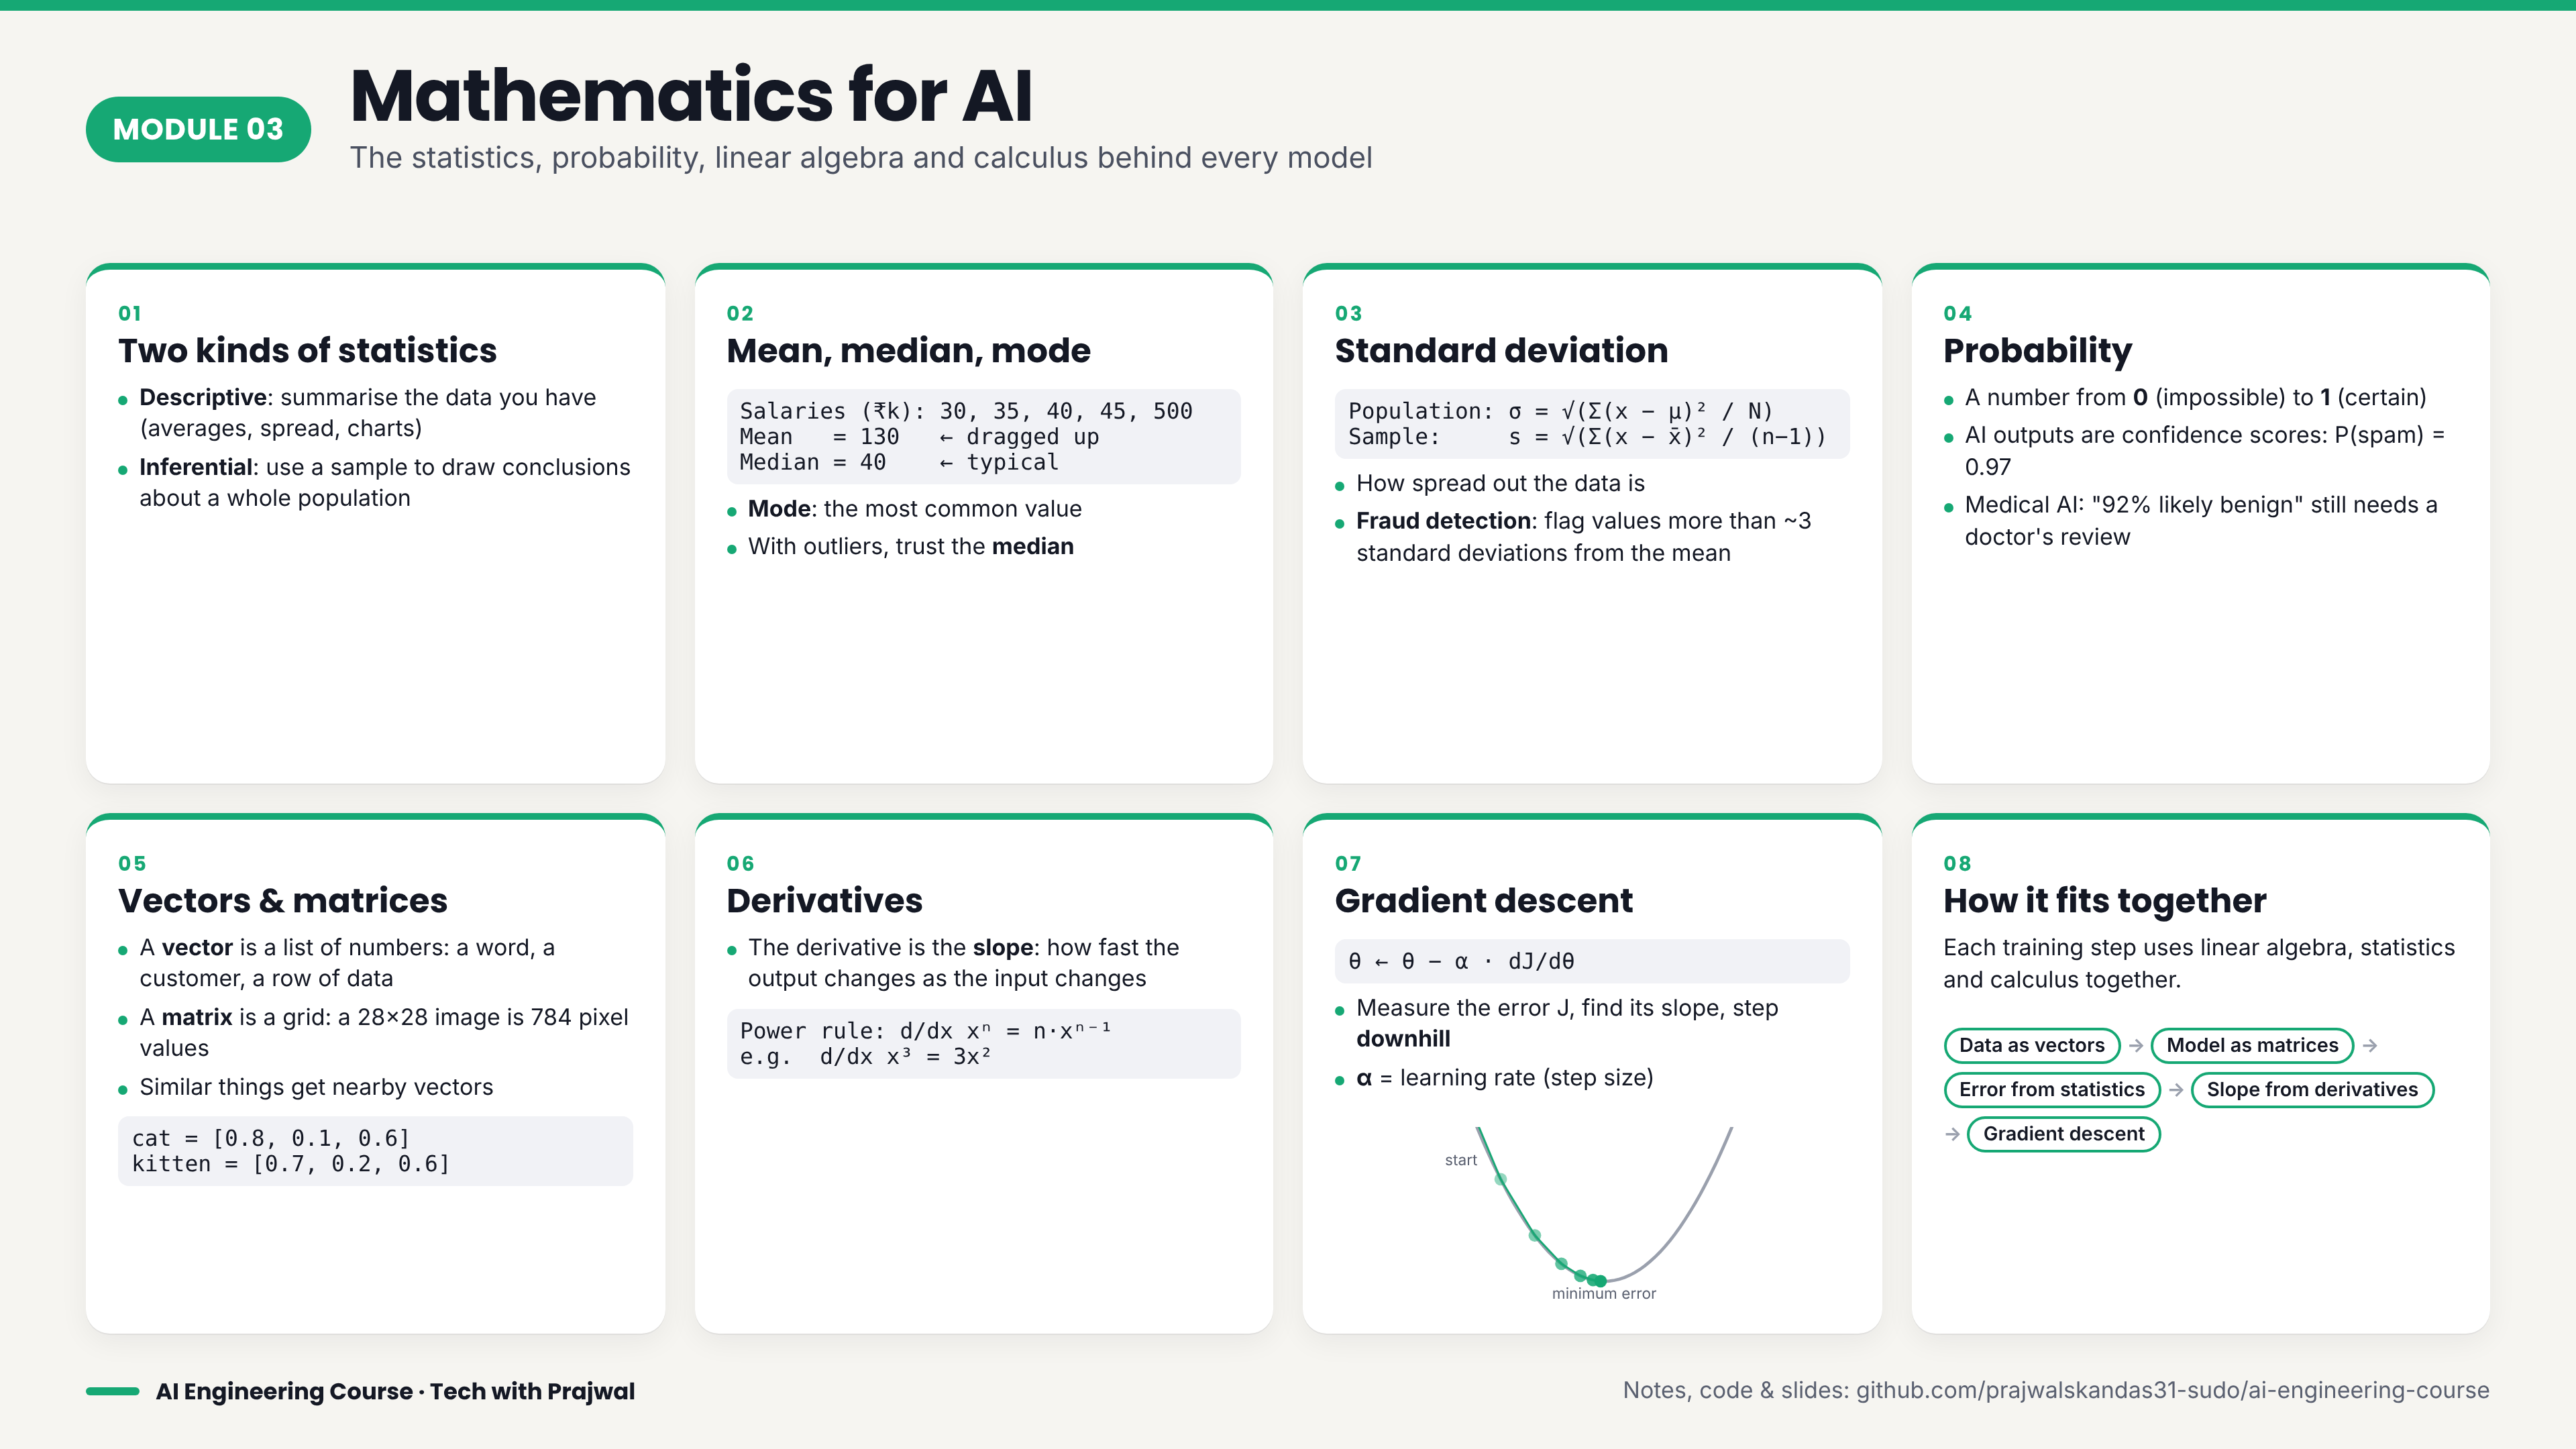 MODULE 03
Mathematics for AI
The statistics, probability, linear algebra and calculus behind every model
01
Two kinds of statistics
Descriptive: summarise the data you have
(averages, spread, charts)
Inferential: use a sample to draw conclusions
about a whole population
02
Mean, median, mode
Salaries (₹k): 30, 35, 40, 45, 500
Mean   = 130   ← dragged up
Median = 40    ← typical
Mode: the most common value
With outliers, trust the median
03
Standard deviation
Population: σ = √(Σ(x − μ)² / N)
Sample:     s = √(Σ(x − x̄)² / (n−1))
How spread out the data is
Fraud detection: flag values more than ~3
standard deviations from the mean
04
Probability
A number from 0 (impossible) to 1 (certain)
AI outputs are confidence scores: P(spam) =
0.97
Medical AI: "92% likely benign" still needs a
doctor's review
05
Vectors & matrices
A vector is a list of numbers: a word, a
customer, a row of data
A matrix is a grid: a 28×28 image is 784 pixel
values
Similar things get nearby vectors
cat = [0.8, 0.1, 0.6]
kitten = [0.7, 0.2, 0.6]
06
Derivatives
The derivative is the slope: how fast the
output changes as the input changes
Power rule: d/dx xⁿ = n·xⁿ⁻¹
e.g.  d/dx x³ = 3x²
07
Gradient descent
θ ← θ − α · dJ/dθ
Measure the error J, find its slope, step
downhill
α = learning rate (step size)
start
minimum error
08
How it fits together
Each training step uses linear algebra, statistics
and calculus together.
Data as vectors → Model as matrices →
Error from statistics → Slope from derivatives
→ Gradient descent
AI Engineering Course · Tech with Prajwal
Notes, code & slides: github.com/prajwalskandas31-sudo/ai-engineering-course